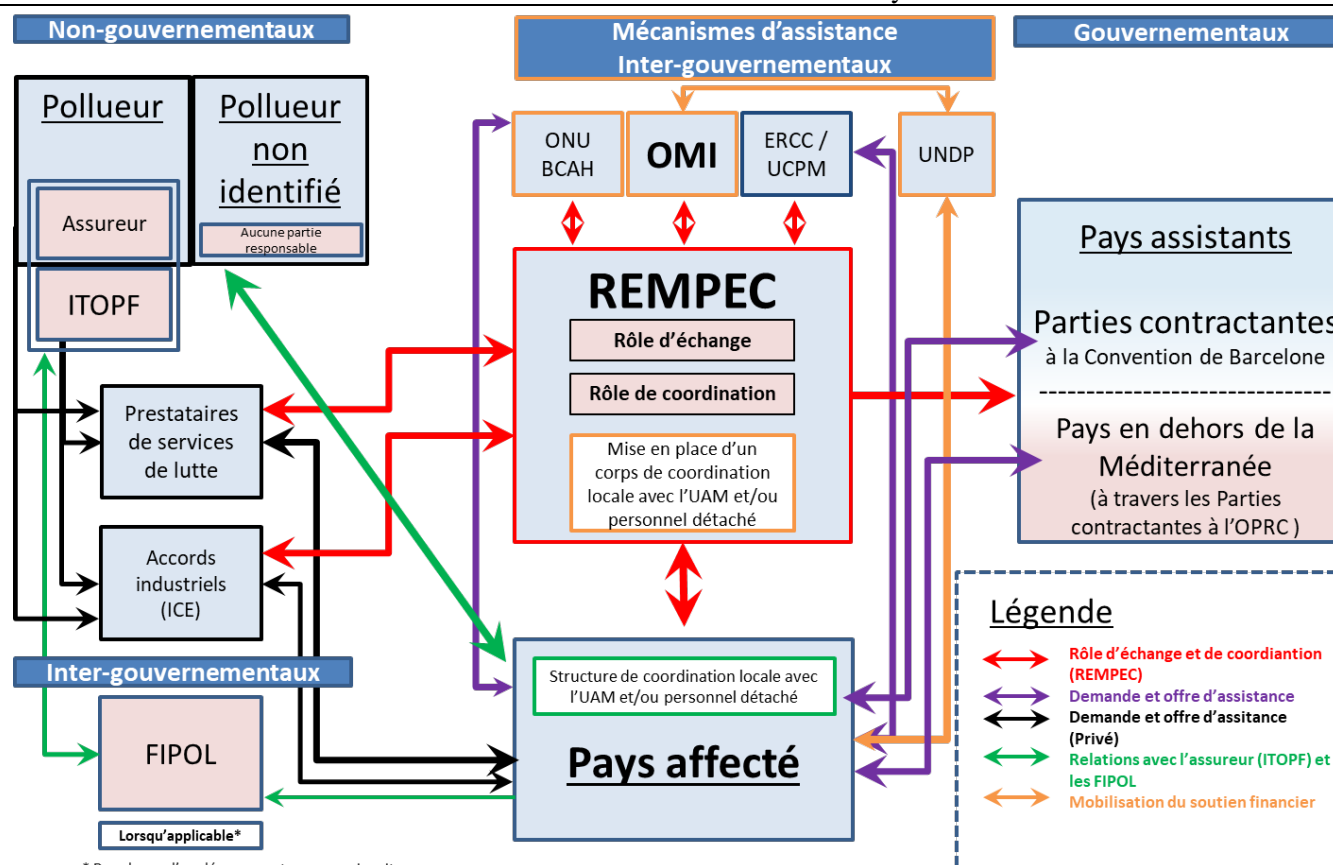 Non-gouvernementaux
Mécanismes d'assistance
Inter-gouvernementaux
Gouvernementaux
Pollueur
Assureur
ITOPF
Pollueur
non
identifié
Aucune partie
responsable
ONU
BCAH
OMI
ERCC /
UCPM
UNDP
REMPEC
Rôle d'échange
Rôle de coordination
Mise en place d'un
corps de coordination
locale avec l'UAM et/ou
personnel détaché
Pays assistants
Parties contractantes
à la Convention de Barcelone
--------------------------------
Pays en dehors de la
Méditerranée
(à travers les Parties
contractantes à l'OPRC )
Prestataires
de services
de lutte
Accords
industriels
(ICE)
Inter-gouvernementaux
FIPOL
Lorsqu'applicable*
Structure de coordination locale avec
l'UAM et/ou personnel détaché
Pays affecté
Légende
Rôle d'échange et de coordiantion
(REMPEC)
Demande et offre d'assistance
Demande et offre d'assitance
(Privé)
Relations avec l'assureur (ITOPF) et
les FIPOL
Mobilisation du soutien financier